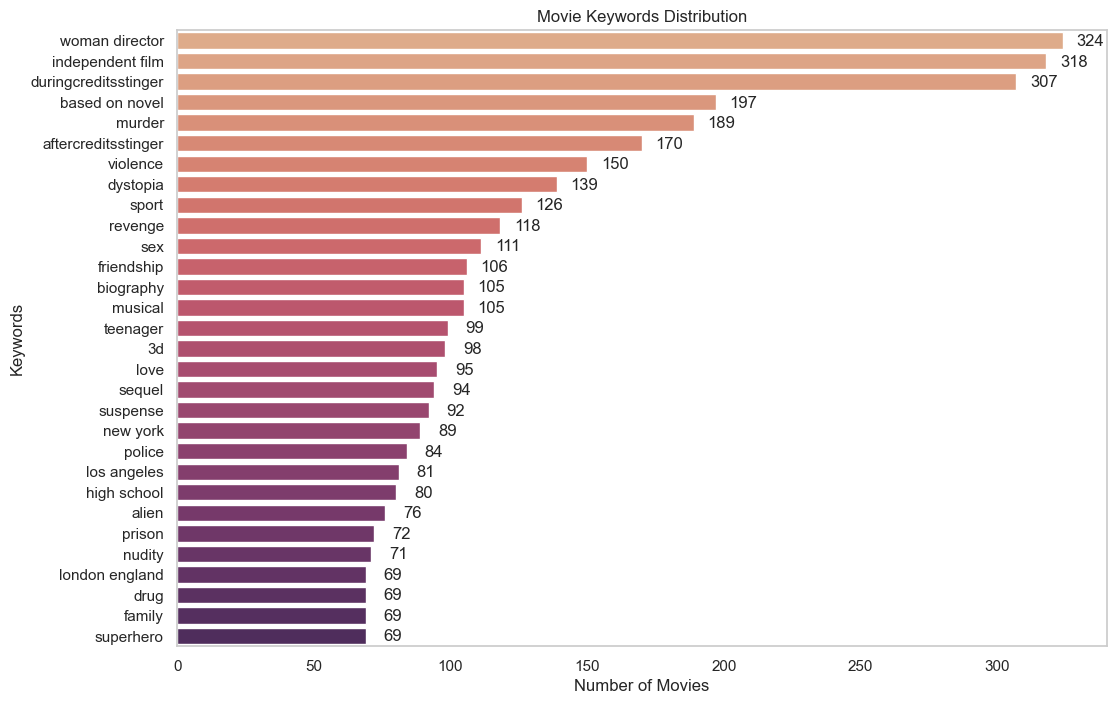 Movie Keywords Distribution
Keywords
woman director 324
independent film 318
duringcreditsstinger 307
based on novel 197
murder 189
aftercreditsstinger 170
violence 150
dystopia 139
sport 126
revenge 118
sex 111
friendship 106
biography 105
musical 105
teenager 99
3d 98
love 95
sequel 94
suspense 92
new york 89
police 84
los angeles 81
high school 80
alien 76
prison 72
nudity 71
london england 69
drug 69
family 69
superhero 69
0 50 100 150 200 250 300
Number of Movies